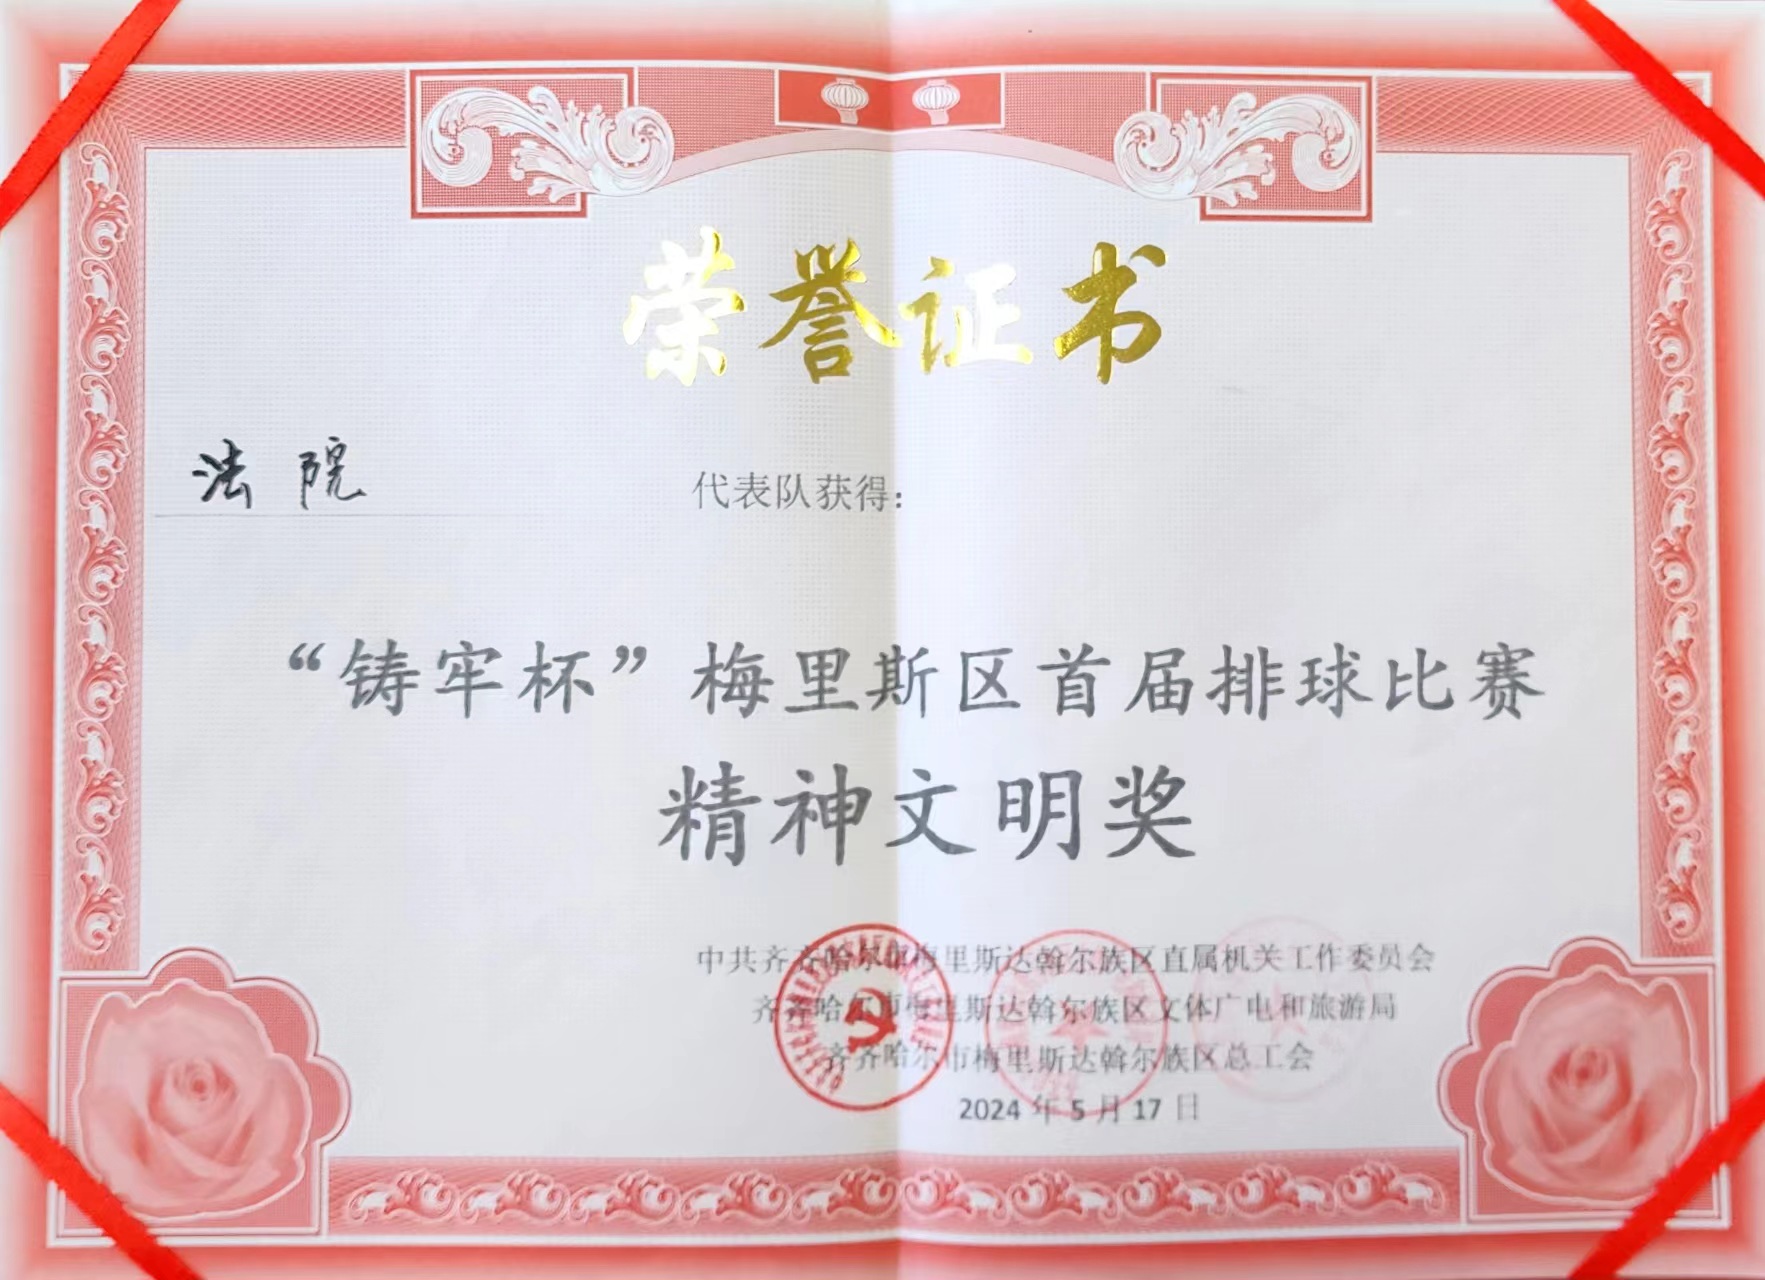 荣誉证书
法院 代表队获得：
“铸牢杯”梅里斯区首届排球比赛
精神文明奖
中共齐齐哈尔市梅里斯达斡尔族区直属机关工作委员会
齐齐哈尔市梅里斯达斡尔族区文体广电和旅游局
齐齐哈尔市梅里斯达斡尔族区总工会
2024年5月17日